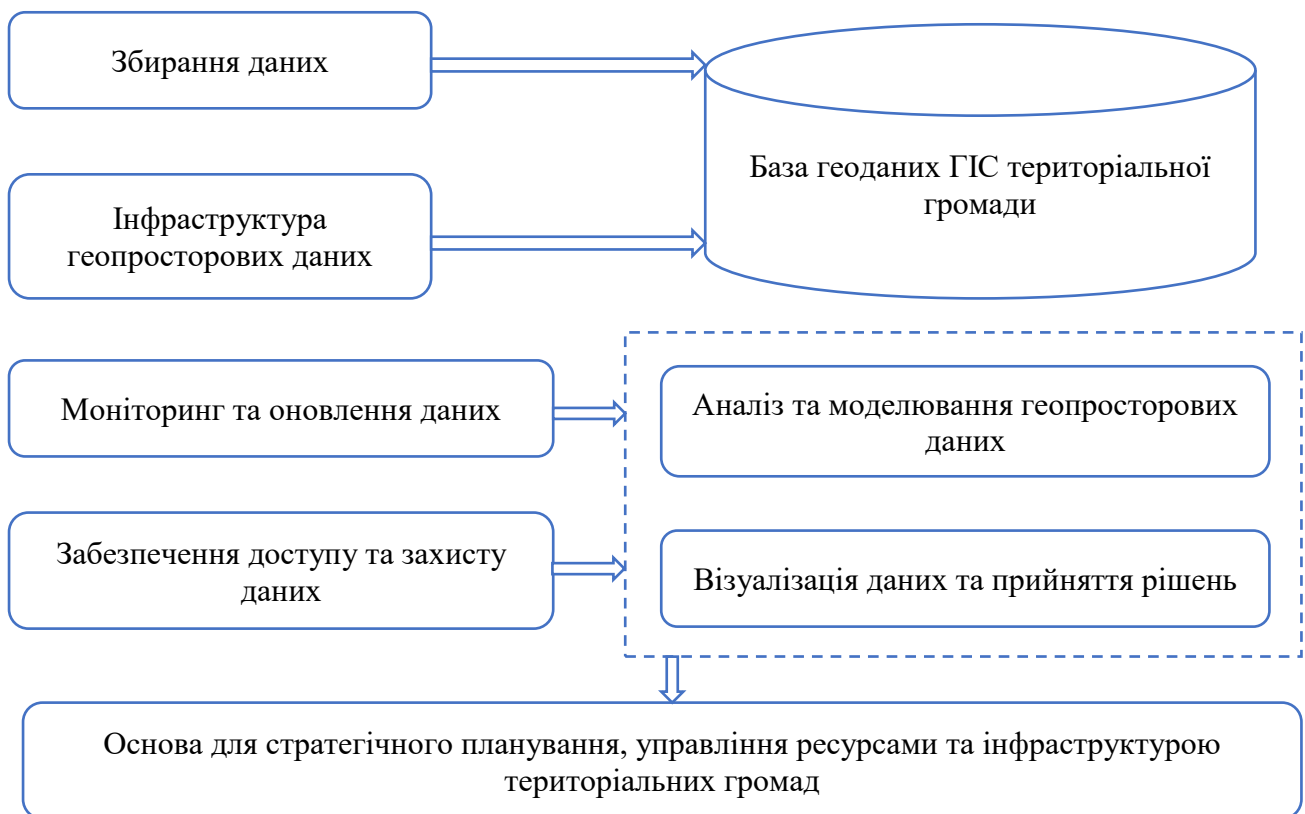 Збирання даних
База геоданих ГІС територіальної
громади
Інфраструктура
геопросторових даних
Моніторинг та оновлення даних
Аналіз та моделювання геопросторових
даних
Забезпечення доступу та захисту
даних
Візуалізація даних та прийняття рішень
Основа для стратегічного планування, управління ресурсами та інфраструктурою
територіальних громад